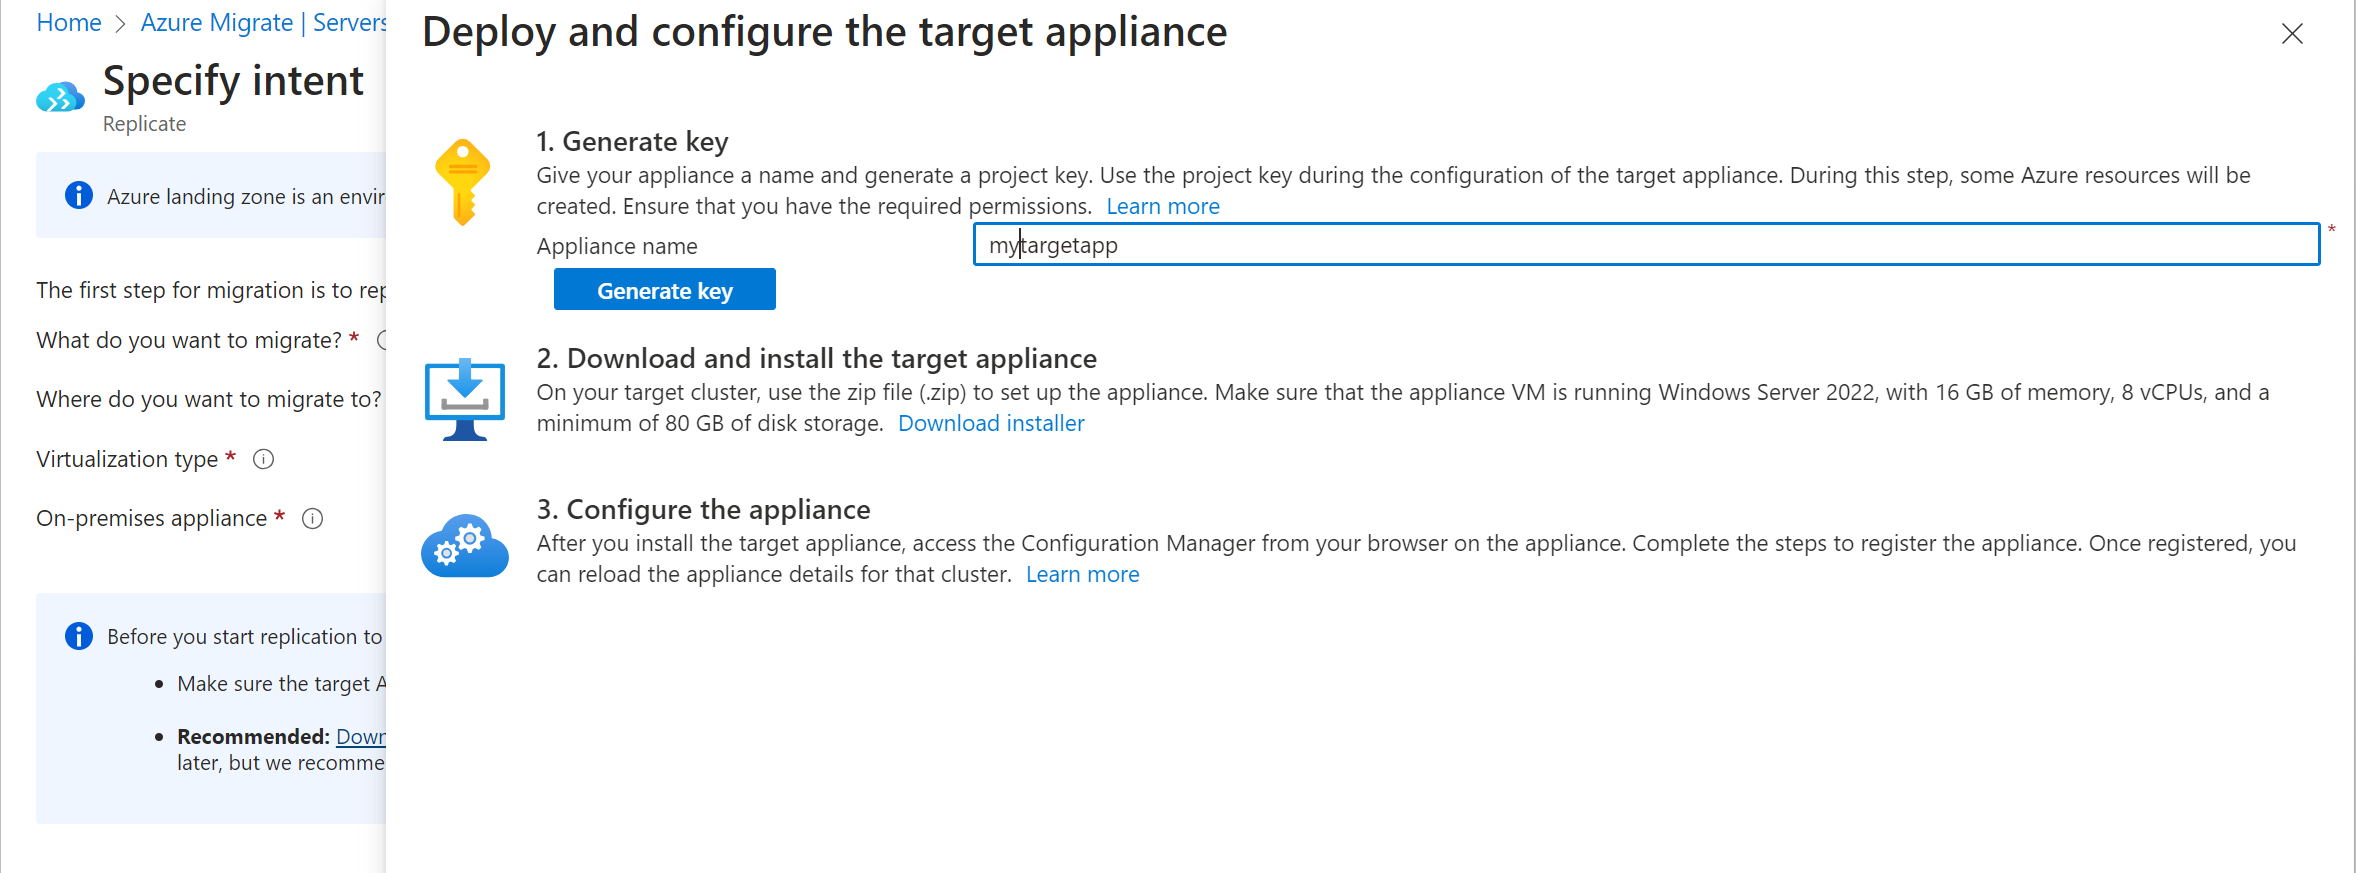 Home > Azure Migrate | Servers
Specify intent
Replicate
Azure landing zone is an envir
The first step for migration is to rep
What do you want to migrate? *
Where do you want to migrate to?
Virtualization type *
On-premises appliance *
Before you start replication to
• Make sure the target A
• Recommended: Down
later, but we recomme
Deploy and configure the target appliance
1. Generate key
Give your appliance a name and generate a project key. Use the project key during the configuration of the target appliance. During this step, some Azure resources will be
created. Ensure that you have the required permissions. Learn more
Appliance name mytargetapp *
Generate key
2. Download and install the target appliance
On your target cluster, use the zip file (.zip) to set up the appliance. Make sure that the appliance VM is running Windows Server 2022, with 16 GB of memory, 8 vCPUs, and a
minimum of 80 GB of disk storage. Download installer
3. Configure the appliance
After you install the target appliance, access the Configuration Manager from your browser on the appliance. Complete the steps to register the appliance. Once registered, you
can reload the appliance details for that cluster. Learn more